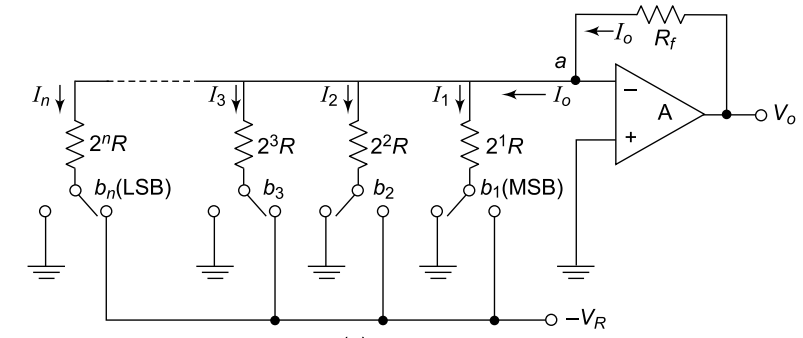 I_o
R_f
a
I_n
I_3
I_2
I_1
I_o
−
A
V_o
+
2^nR
2^3R
2^2R
2^1R
b_n(LSB)
b_3
b_2
b_1(MSB)
−V_R